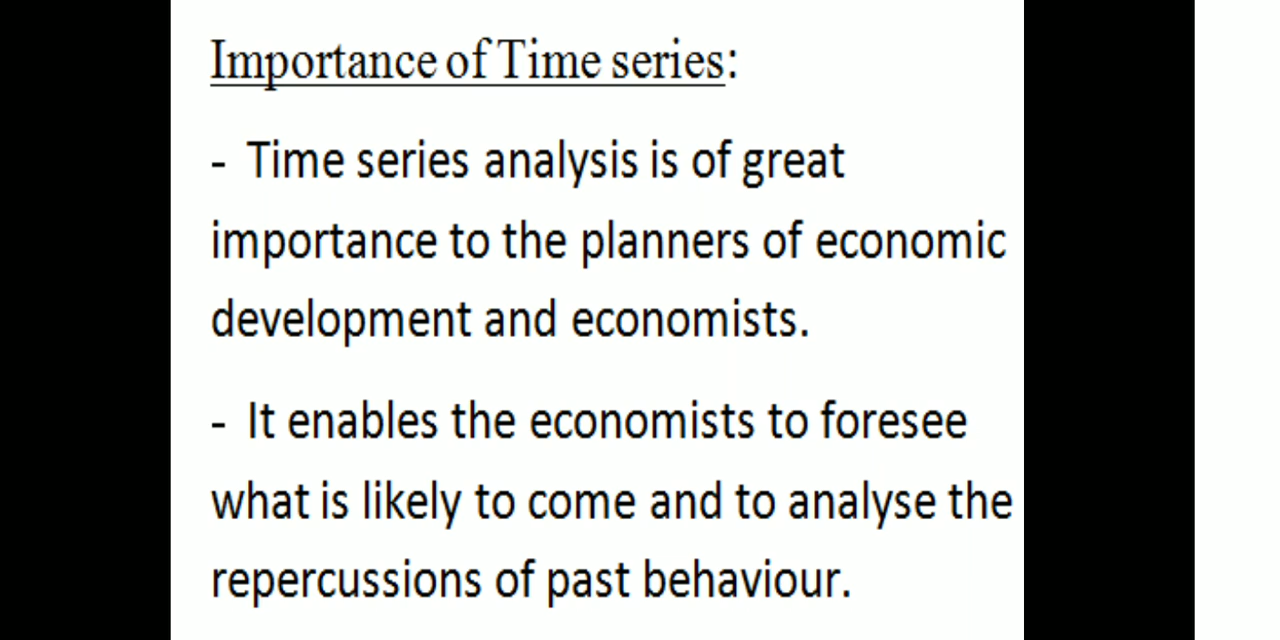 Importance of Time series:
- Time series analysis is of great
importance to the planners of economic
development and economists.
- It enables the economists to foresee
what is likely to come and to analyse the
repercussions of past behaviour.